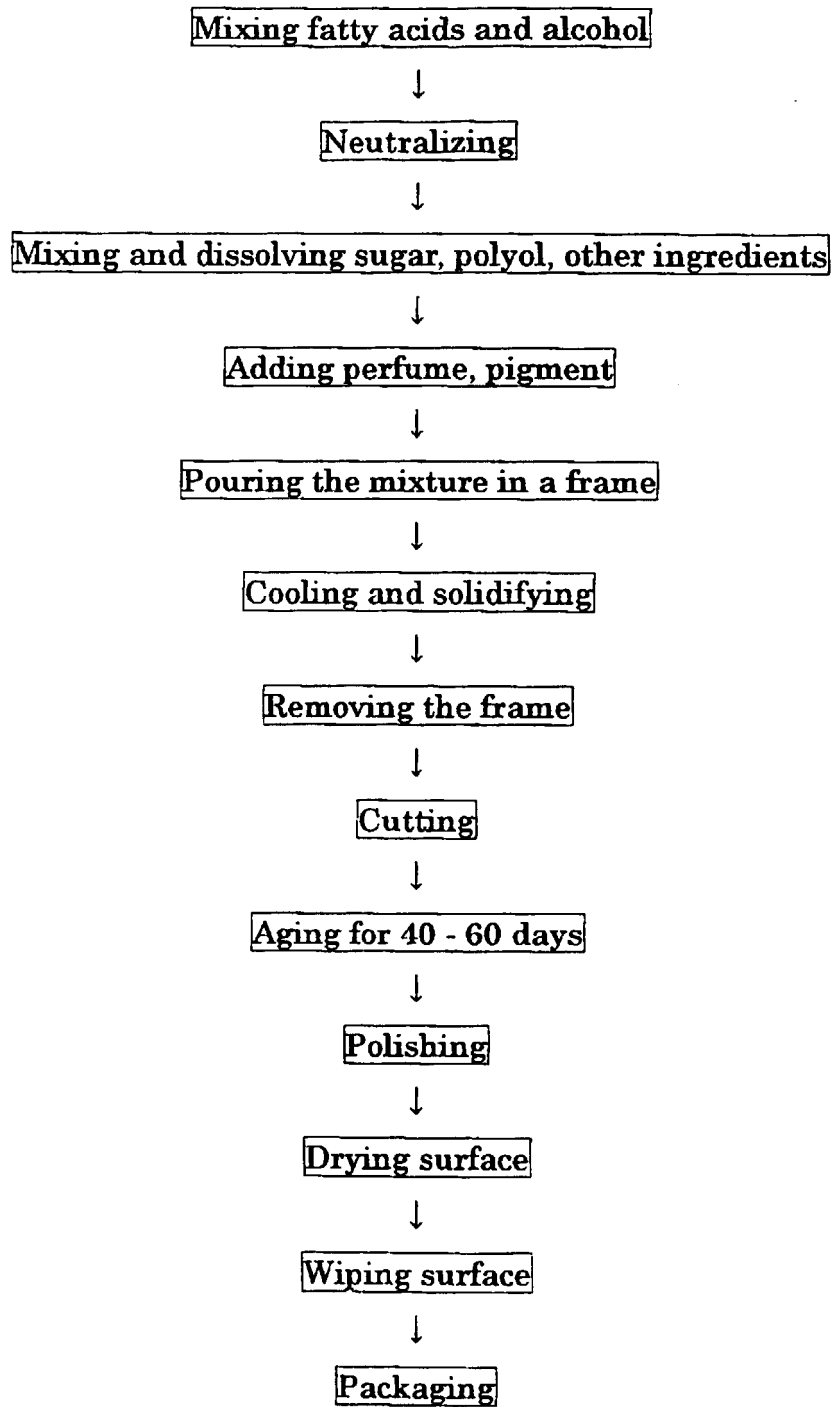 Mixing fatty acids and alcohol
↓
Neutralizing
↓
Mixing and dissolving sugar, polyol, other ingredients
↓
Adding perfume, pigment
↓
Pouring the mixture in a frame
↓
Cooling and solidifying
↓
Removing the frame
↓
Cutting
↓
Aging for 40 - 60 days
↓
Polishing
↓
Drying surface
↓
Wiping surface
↓
Packaging